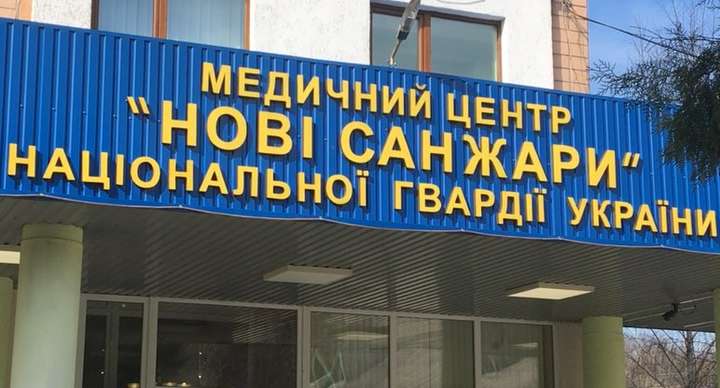 МЕДИЧНИЙ ЦЕНТР
"НОВІ САНЖАРИ"
НАЦІОНАЛЬНОЇ ГВАРДІЇ УКРАЇНИ